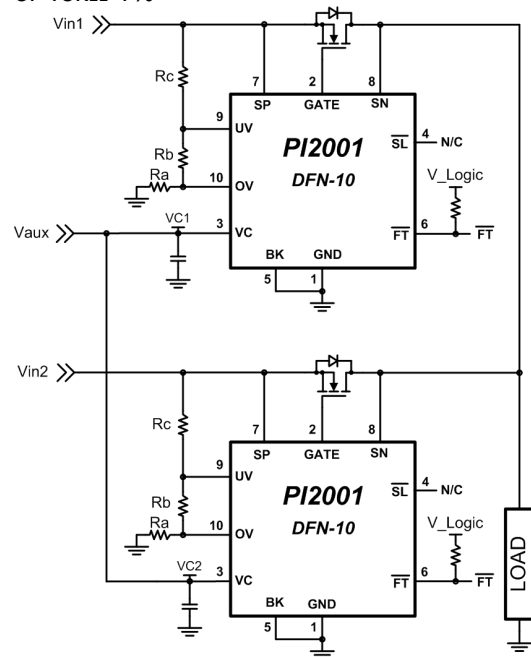 Vin1
7
2
8
Rc
SP
GATE
SN
9
UV
PI2001
SL
4
N/C
Rb
DFN-10
V_Logic
Ra
10
OV
VC1
Vaux
3
VC
FT
6
FT
BK
GND
5
1
Vin2
7
2
8
Rc
SP
GATE
SN
9
UV
PI2001
SL
4
N/C
Rb
DFN-10
V_Logic
Ra
10
OV
VC2
3
VC
FT
6
FT
BK
GND
5
1
LOAD